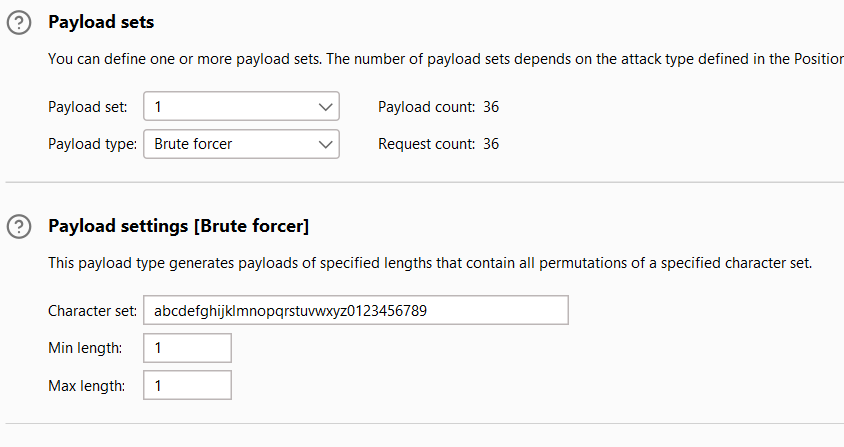 Payload sets
You can define one or more payload sets. The number of payload sets depends on the attack type defined in the Position
Payload set: 1 Payload count: 36
Payload type: Brute forcer Request count: 36
Payload settings [Brute forcer]
This payload type generates payloads of specified lengths that contain all permutations of a specified character set.
Character set: abcdefghijklmnopqrstuvwxyz0123456789
Min length: 1
Max length: 1